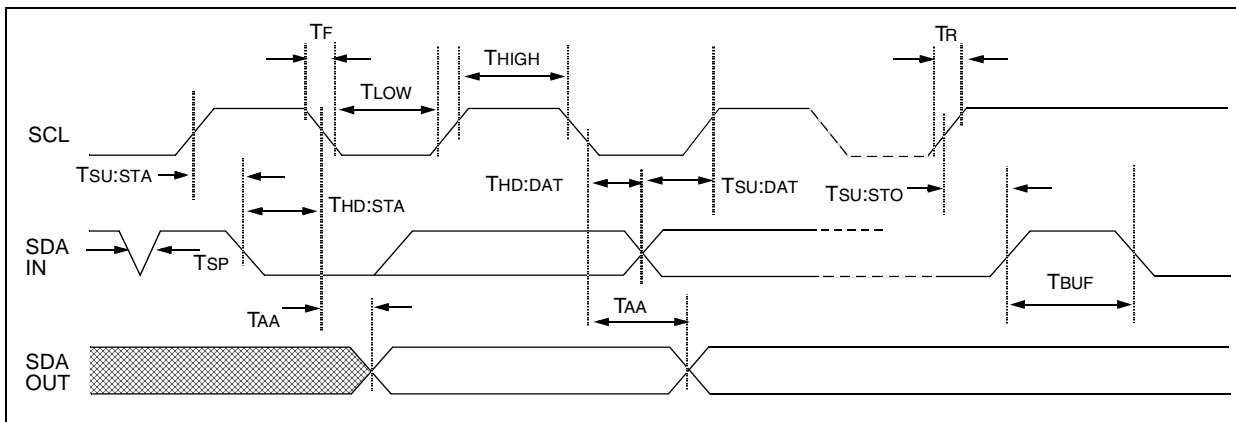 TF
TR
THIGH
TLOW
SCL
TSU:STA
THD:DAT
TSU:DAT
TSU:STO
THD:STA
SDA
IN
TSP
TBUF
TAA
TAA
SDA
OUT